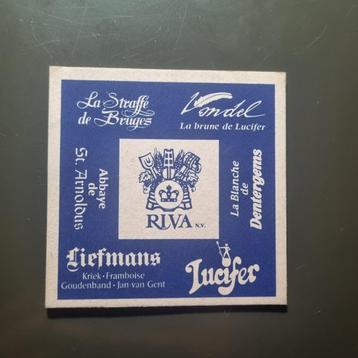 La Straffe
de Bruges
Vondel
La brune de Lucifer
Abbaye
de
St. Arnoldus
RIVA N.V.
La Blanche
de
Dentergems
Liefmans
Kriek · Framboise
Goudenband · Jan van Gent
Lucifer